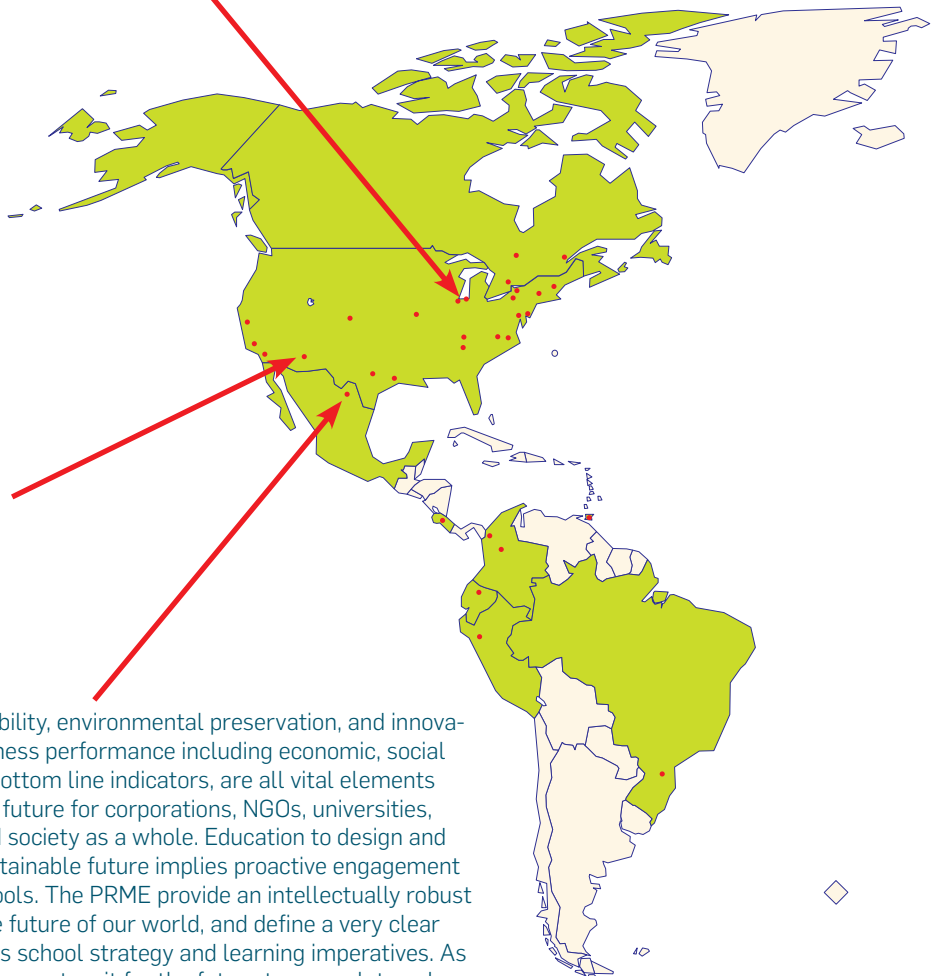 bility, environmental preservation, and innova-
ness performance including economic, social
ottom line indicators, are all vital elements
future for corporations, NGOs, universities,
society as a whole. Education to design and
stainable future implies proactive engagement
ools. The PRME provide an intellectually robust
future of our world, and define a very clear
s school strategy and learning imperatives. As